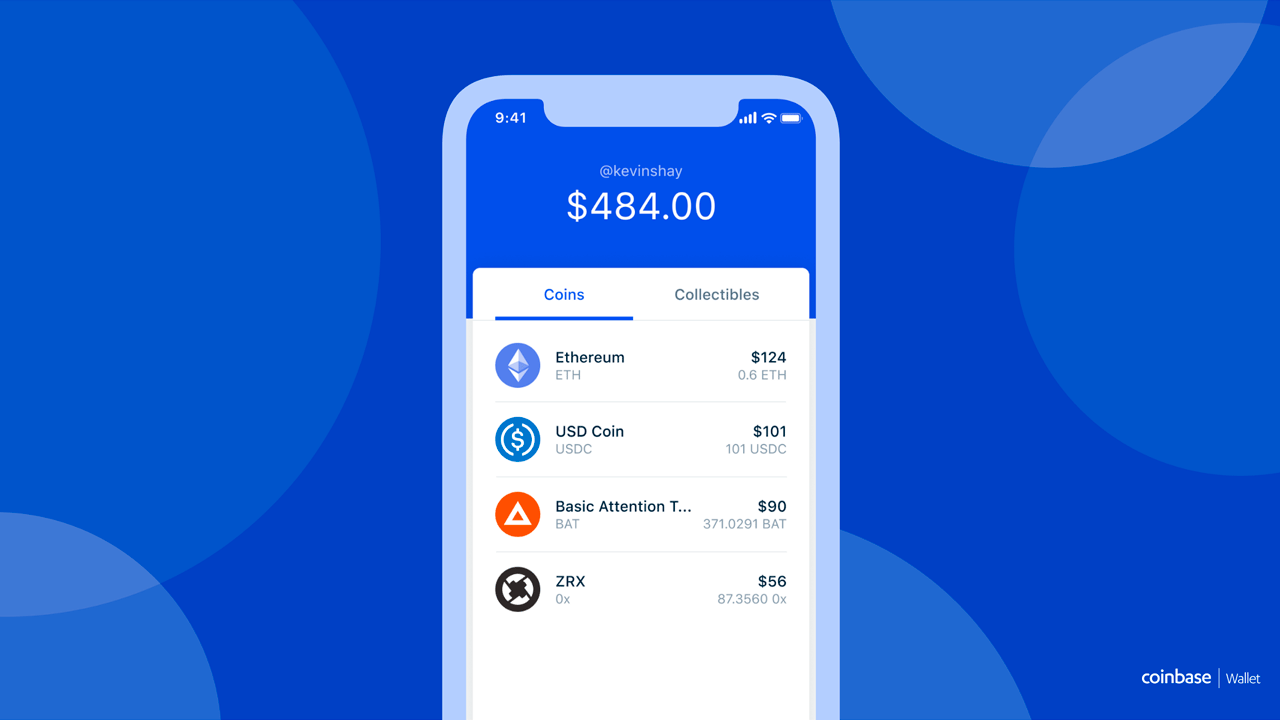 9:41
@kevinshay
$484.00
Coins Collectibles
Ethereum $124
ETH 0.6 ETH
USD Coin $101
USDC 101 USDC
Basic Attention T... $90
BAT 371.0291 BAT
ZRX $56
0x 87.3560 0x
coinbase | Wallet